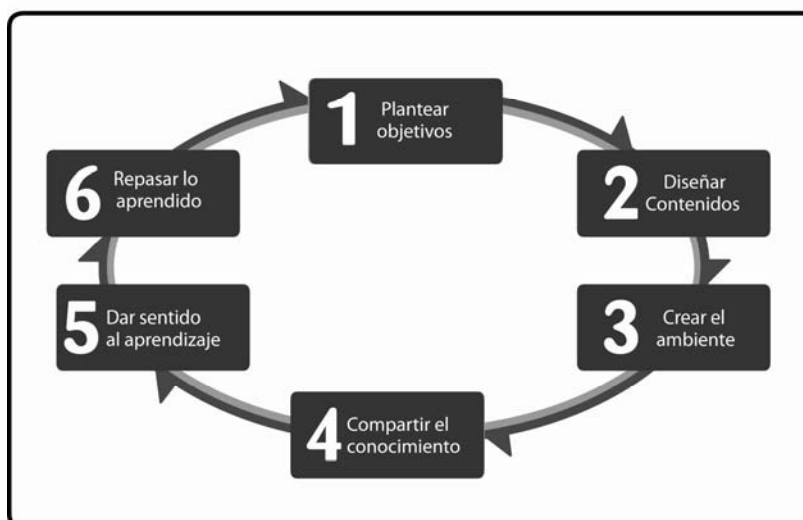 1 Plantear
objetivos
2 Diseñar
Contenidos
3 Crear el
ambiente
4 Compartir el
conocimiento
5 Dar sentido
al aprendizaje
6 Repasar lo
aprendido